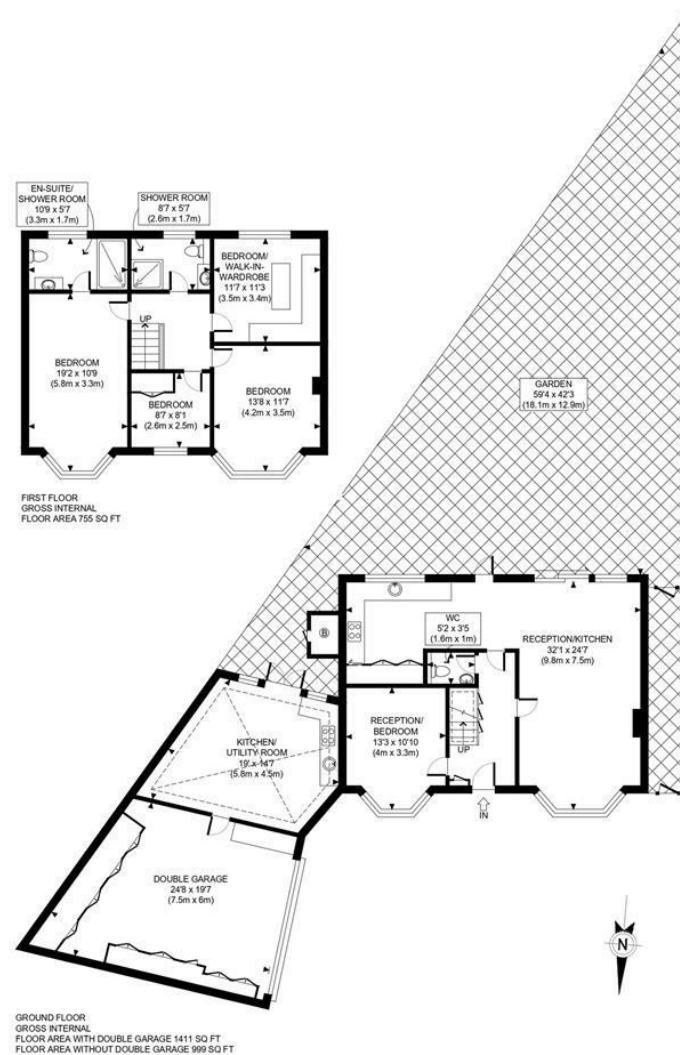 EN-SUITE/
SHOWER ROOM
10'9 x 5'7
(3.3m x 1.7m)
SHOWER ROOM
8'7 x 5'7
(2.6m x 1.7m)
BEDROOM/
WALK-IN-
WARDROBE
11'7 x 11'3
(3.5m x 3.4m)
UP
BEDROOM
19'2 x 10'9
(5.8m x 3.3m)
BEDROOM
8'7 x 8'1
(2.6m x 2.5m)
BEDROOM
13'8 x 11'7
(4.2m x 3.5m)
FIRST FLOOR
GROSS INTERNAL
FLOOR AREA 755 SQ FT
GARDEN
59'4 x 42'3
(18.1m x 12.9m)
B
WC
5'2 x 3'5
(1.6m x 1m)
RECEPTION/KITCHEN
32'1 x 24'7
(9.8m x 7.5m)
RECEPTION/
BEDROOM
13'3 x 10'10
(4m x 3.3m)
UP
IN
KITCHEN/
UTILITY ROOM
19' x 14'7
(5.8m x 4.5m)
DOUBLE GARAGE
24'8 x 19'7
(7.5m x 6m)
N
GROUND FLOOR
GROSS INTERNAL
FLOOR AREA WITH DOUBLE GARAGE 1411 SQ FT
FLOOR AREA WITHOUT DOUBLE GARAGE 999 SQ FT